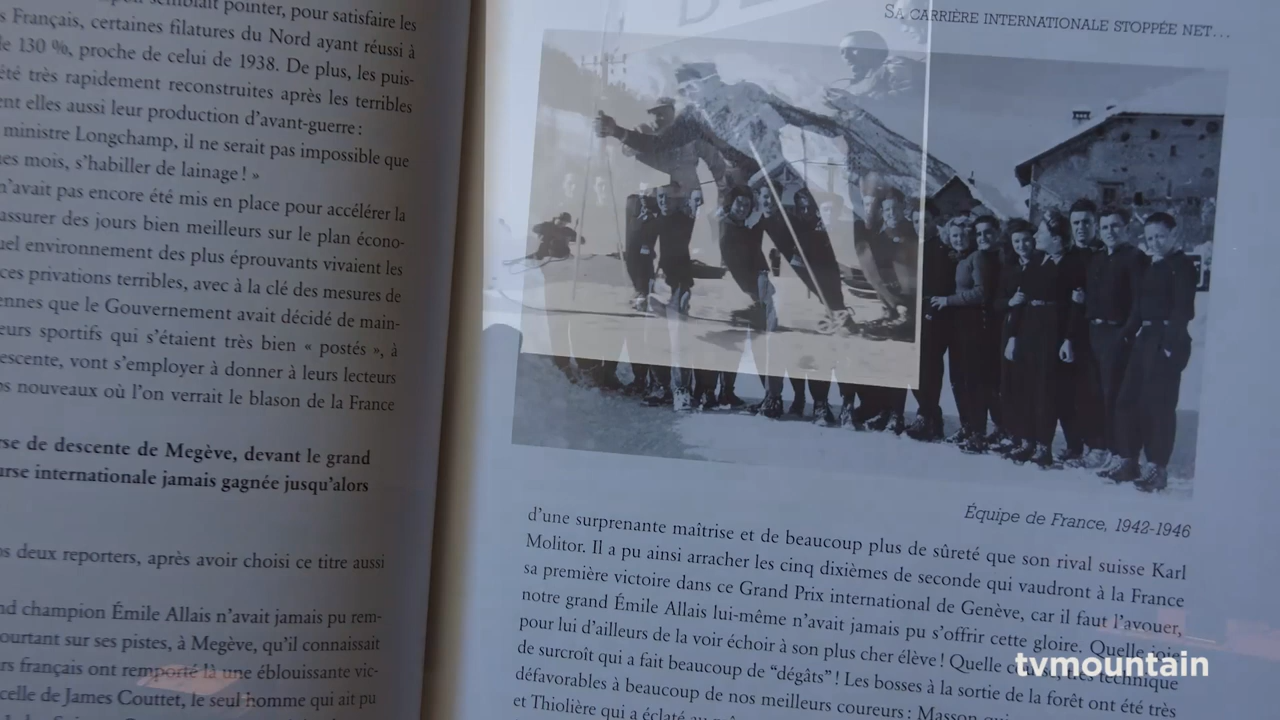 semblait pointer, pour satisfaire les
Français, certaines filatures du Nord ayant réussi à
de 130 %, proche de celui de 1938. De plus, les puis-
été très rapidement reconstruites après les terribles
ent elles aussi leur production d’avant-guerre :
ministre Longchamp, il ne serait pas impossible que
es mois, s’habiller de lainage ! »
n’avait pas encore été mis en place pour accélérer la
assurer des jours bien meilleurs sur le plan écono-
uel environnement des plus éprouvants vivaient les
ces privations terribles, avec à la clé des mesures de
ennes que le Gouvernement avait décidé de main-
eurs sportifs qui s’étaient très bien « postés », à
escente, vont s’employer à donner à leurs lecteurs
os nouveaux où l’on verrait le blason de la France
rse de descente de Megève, devant le grand
urse internationale jamais gagnée jusqu’alors
os deux reporters, après avoir choisi ce titre aussi
nd champion Émile Allais n’avait jamais pu rem-
pourtant sur ses pistes, à Megève, qu’il connaissait
rs français ont remporté là une éblouissante vic-
celle de James Couttet, le seul homme qui ait pu
SA CARRIÈRE INTERNATIONALE STOPPÉE NET...
Équipe de France, 1942-1946
d’une surprenante maîtrise et de beaucoup plus de sûreté que son rival suisse Karl
Molitor. Il a pu ainsi arracher les cinq dixièmes de seconde qui vaudront à la France
sa première victoire dans ce Grand Prix international de Genève, car il faut l’avouer,
notre grand Émile Allais lui-même n’avait jamais pu s’offrir cette gloire. Quelle joie
pour lui d’ailleurs de la voir échoir à son plus cher élève ! Quelle technique
de surcroît qui a fait beaucoup de “dégâts” ! Les bosses à la sortie de la forêt ont été très
défavorables à beaucoup de nos meilleurs coureurs : Masson
et Thiolière qui a éclaté
tvmountain